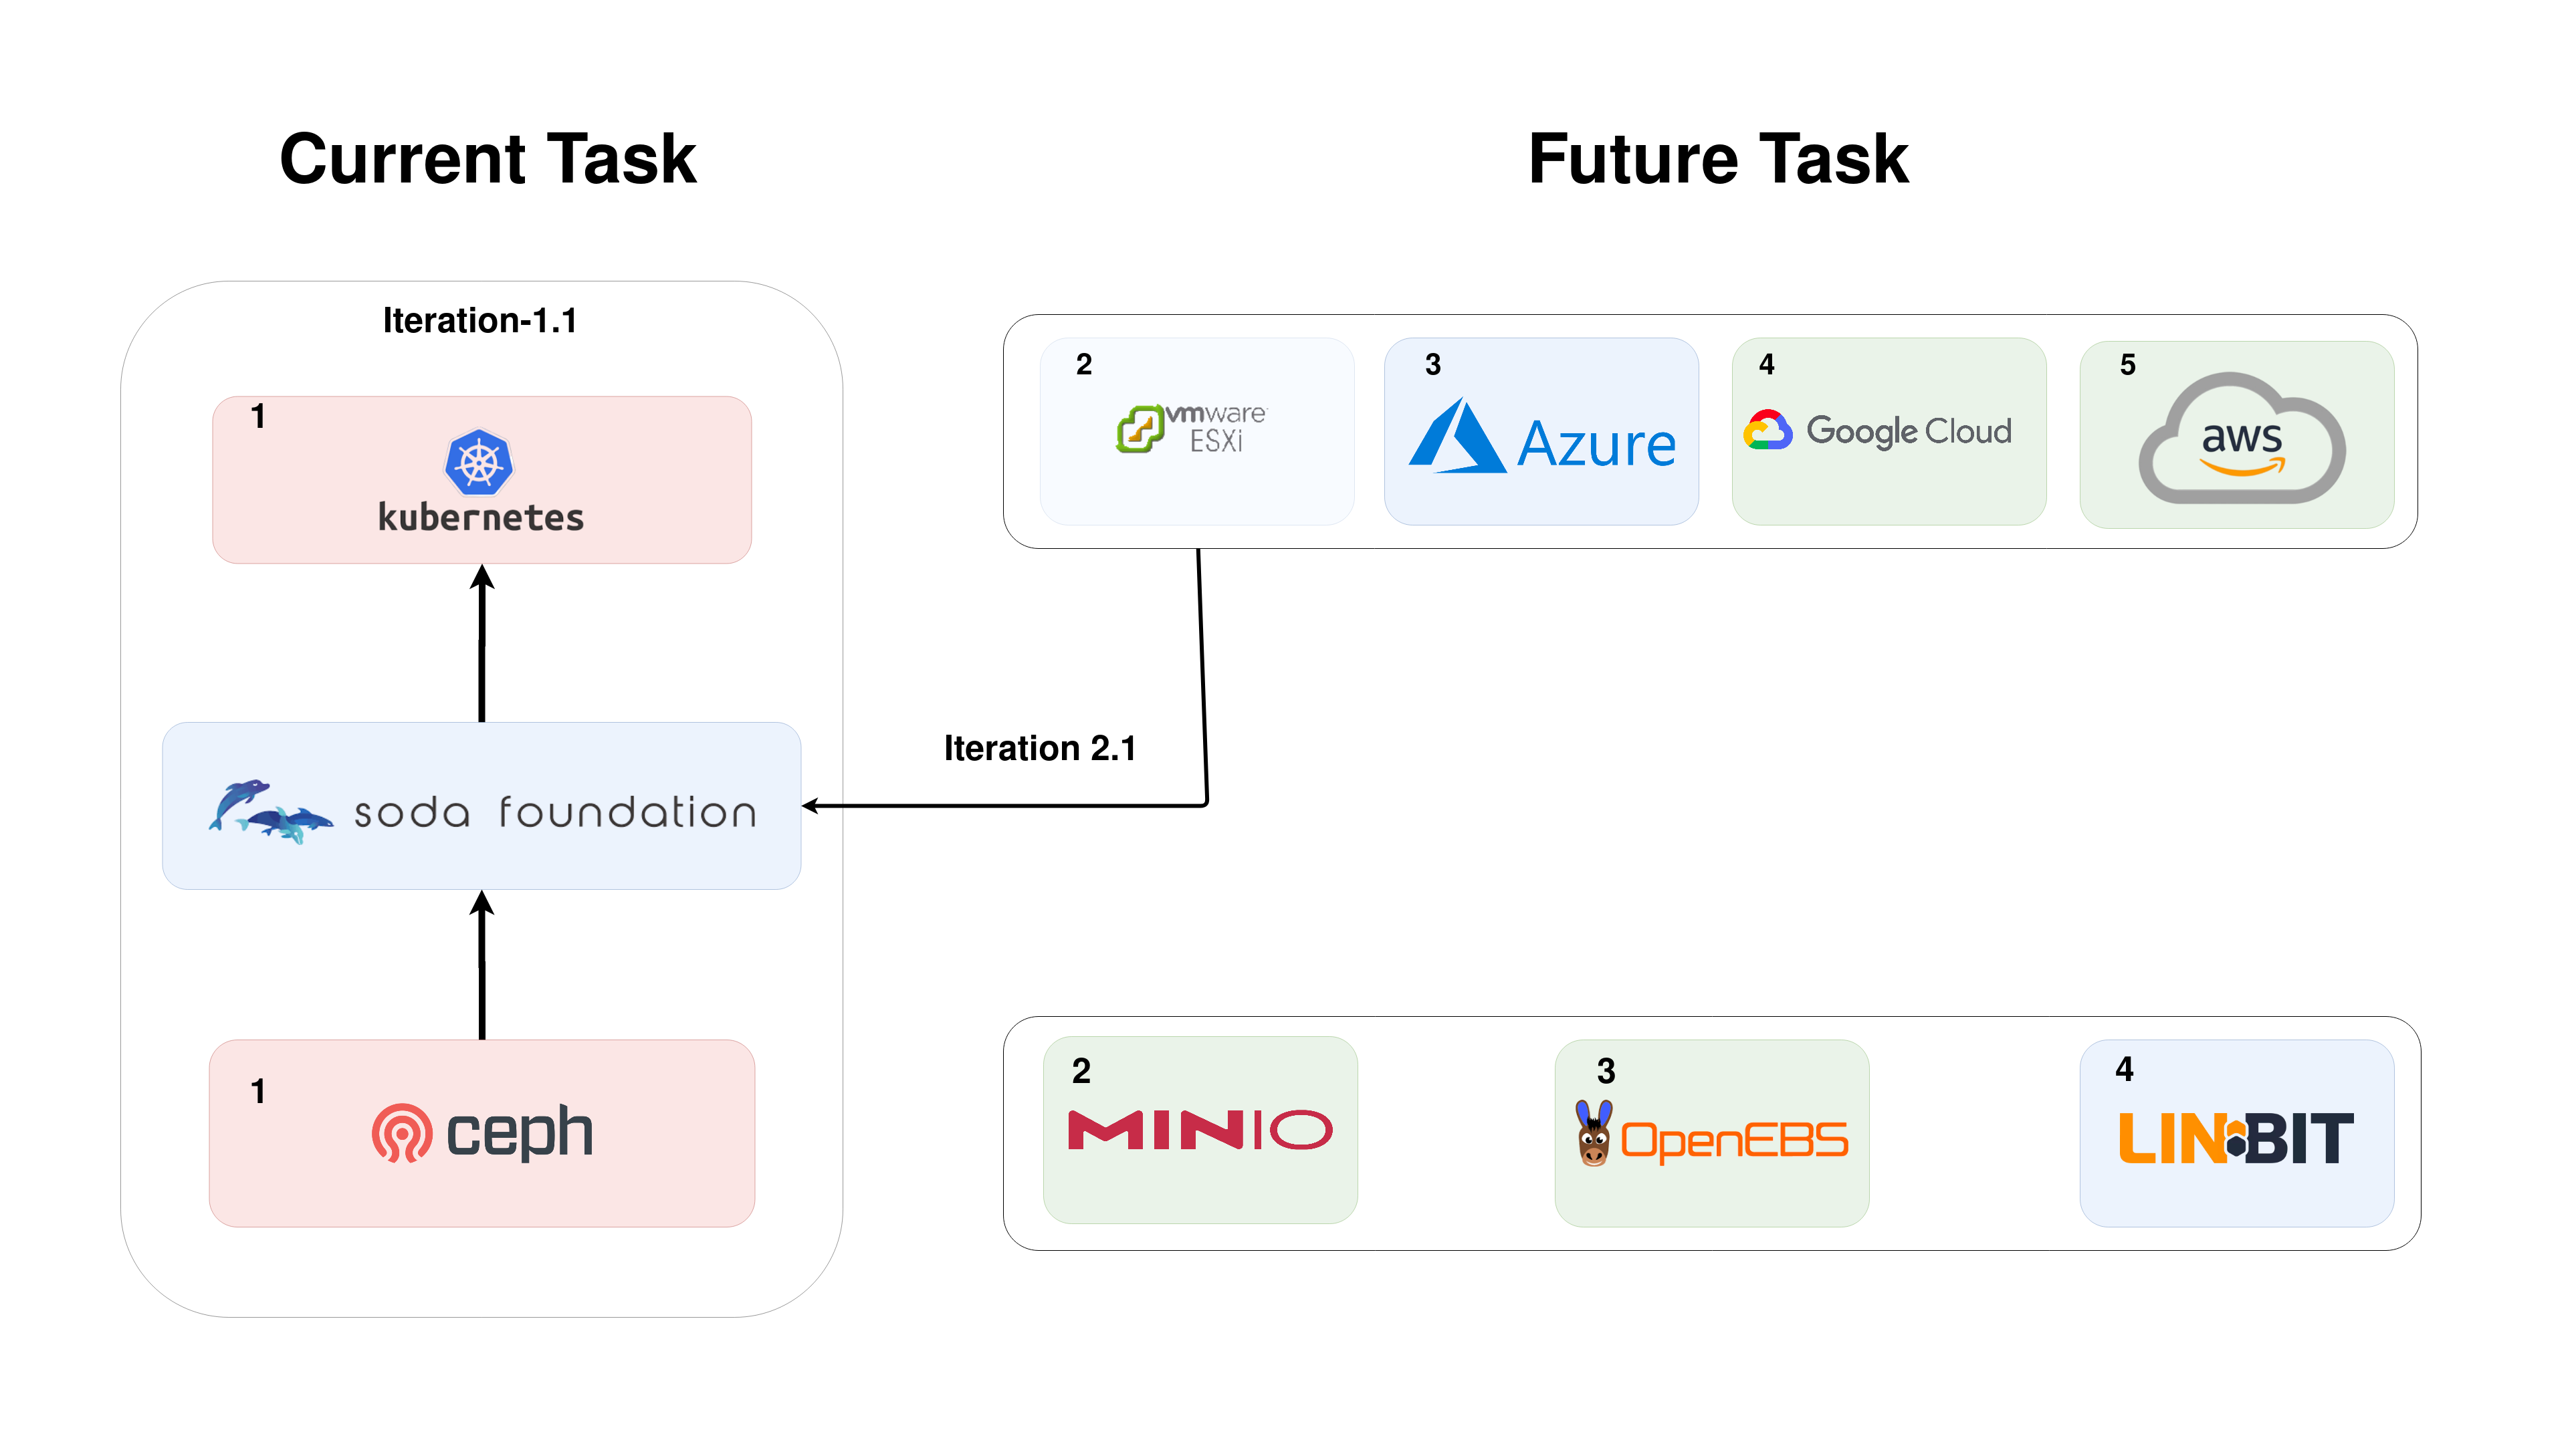 Current Task
Future Task
Iteration-1.1
1
kubernetes
2
vmware
ESXi
3
Azure
4
Google Cloud
5
aws
soda foundation
Iteration 2.1
1
ceph
2
MINIO
3
OpenEBS
4
LINBIT